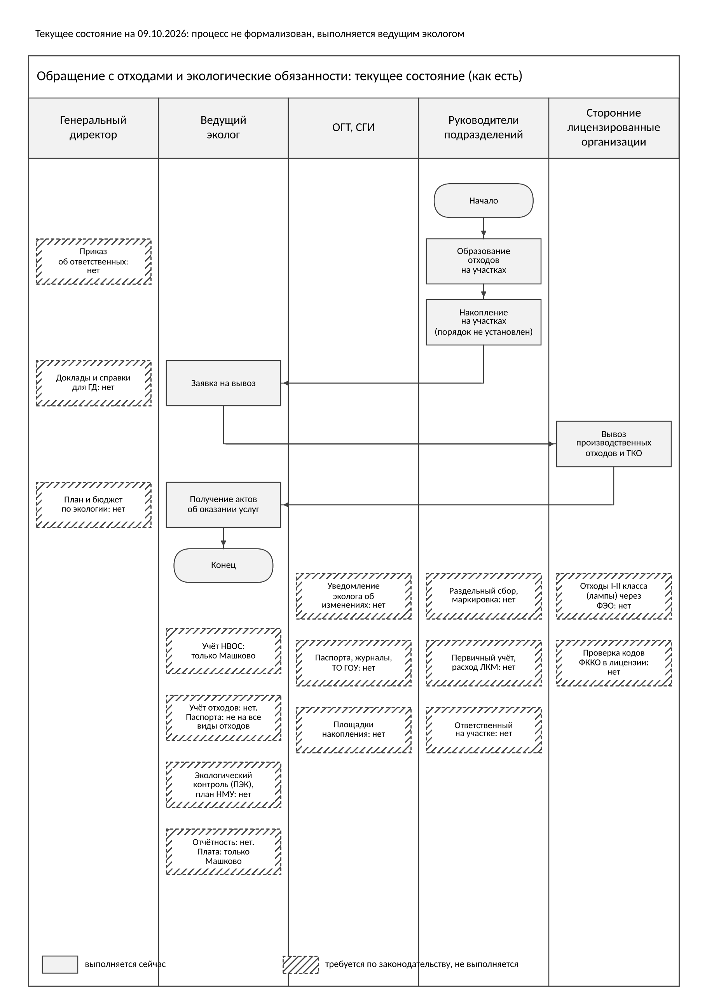 Текущее состояние на 09.10.2026: процесс не формализован, выполняется ведущим экологом
Обращение с отходами и экологические обязанности: текущее состояние (как есть)
Генеральный
директор
Ведущий
эколог
ОГТ, СГИ
Руководители
подразделений
Сторонние
лицензированные
организации
Начало
Приказ
об ответственных:
нет
Образование
отходов
на участках
Накопление
на участках
(порядок не установлен)
Доклады и справки
для ГД: нет
Заявка на вывоз
Вывоз
производственных
отходов и ТКО
План и бюджет
по экологии: нет
Получение актов
об оказании услуг
Конец
Уведомление
эколога об
изменениях: нет
Раздельный сбор,
маркировка: нет
Отходы I-II класса
(лампы) через
ФЭО: нет
Учёт НВОС:
только Машково
Паспорта, журналы,
ТО ГОУ: нет
Первичный учёт,
расход ЛКМ: нет
Проверка кодов
ФККО в лицензии:
нет
Учёт отходов: нет.
Паспорта: не на все
виды отходов
Площадки
накопления: нет
Ответственный
на участке: нет
Экологический
контроль (ПЭК),
план НМУ: нет
Отчётность: нет.
Плата: только
Машково
выполняется сейчас
требуется по законодательству, не выполняется